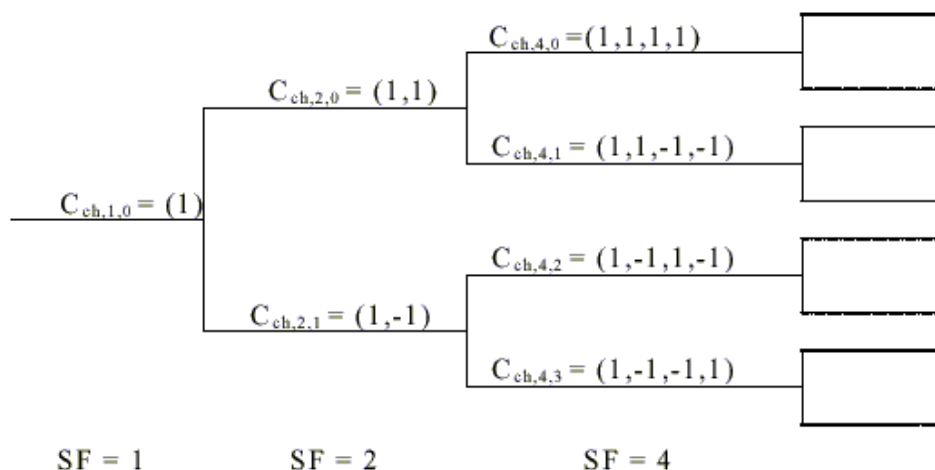 C_ch,4,0 =(1,1,1,1)
C_ch,2,0 = (1,1)
C_ch,4,1 = (1,1,-1,-1)
C_ch,1,0 = (1)
C_ch,4,2 = (1,-1,1,-1)
C_ch,2,1 = (1,-1)
C_ch,4,3 = (1,-1,-1,1)
SF = 1 SF = 2 SF = 4